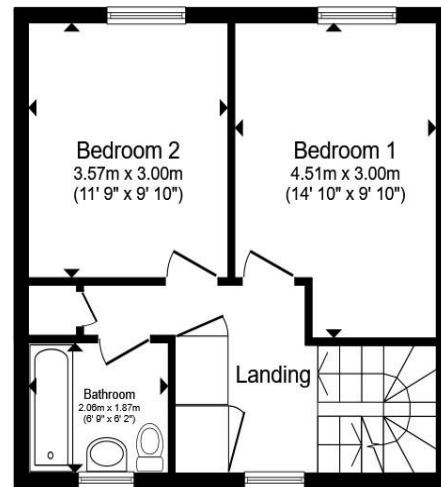 Bedroom 2
3.57m x 3.00m
(11' 9" x 9' 10")
Bedroom 1
4.51m x 3.00m
(14' 10" x 9' 10")
Landing
Bathroom
2.06m x 1.87m
(6' 9" x 6' 2")